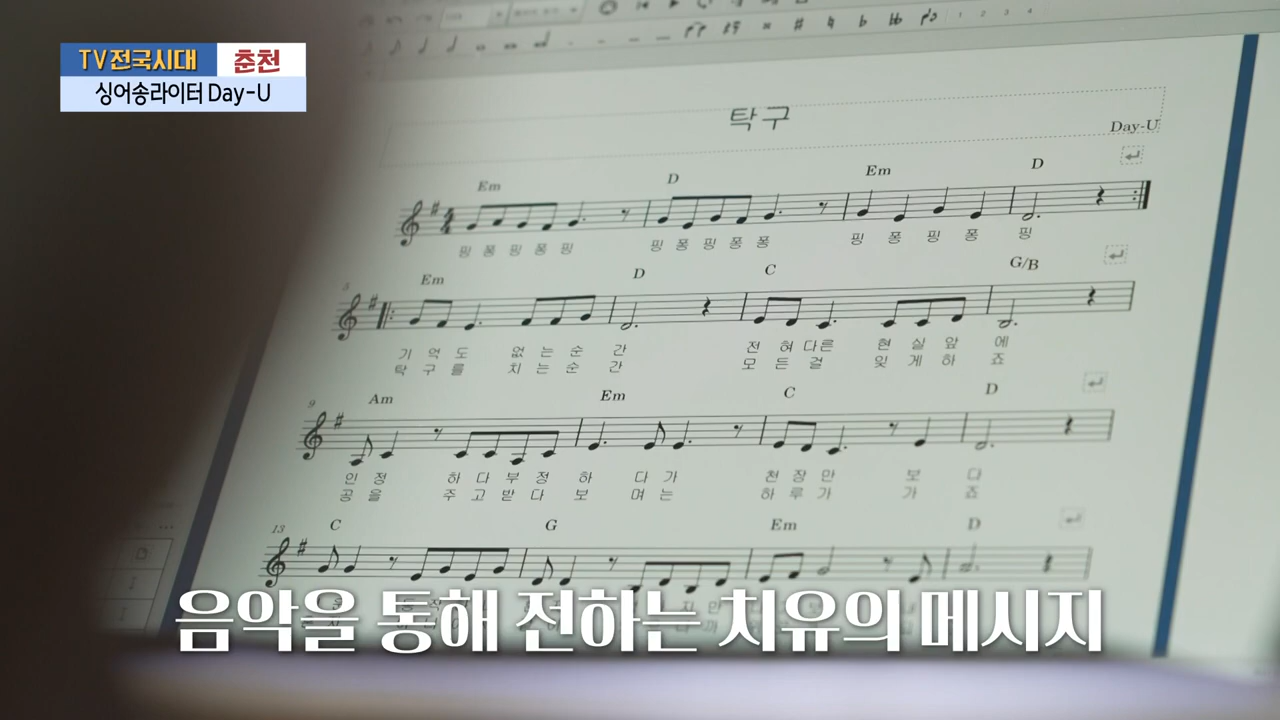 TV전국시대 춘천
싱어송라이터 Day-U
탁구
Day-U
Em D Em D
핑 퐁 핑 퐁 핑 핑 퐁 핑 퐁 퐁 핑 퐁 핑 퐁 핑
5
Em D C G/B
기 억 도 없 는 순 간 전 혀 다른 현 실 앞 에
탁 구 를 치 는 순 간 모 든 걸 잊 게 하 죠
9
Am Em C D
인 정 하 다 부 정 하 다 가 천 장 만 보 다
공 을 주 고 받 다 보 며 는 하 루 가 가 죠
13
C G Em D
음악을 통해 전하는 치유의 메시지